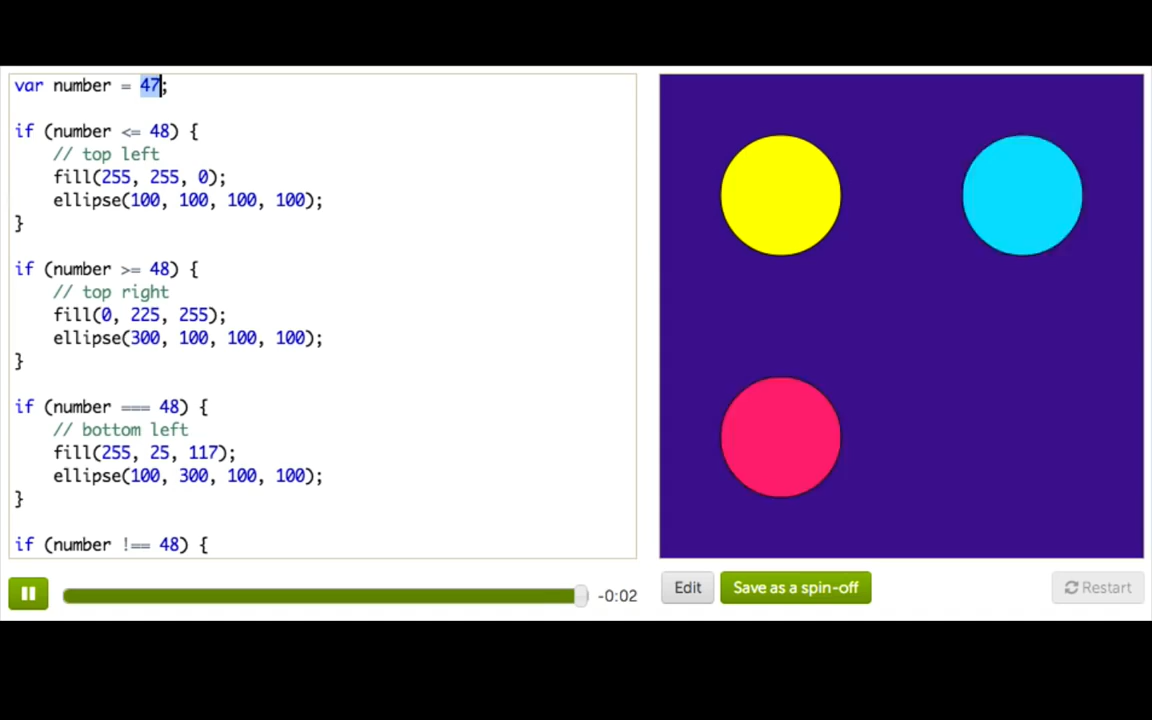 var number = 47;
if (number <= 48) {
// top left
fill(255, 255, 0);
ellipse(100, 100, 100, 100);
}
if (number >= 48) {
// top right
fill(0, 225, 255);
ellipse(300, 100, 100, 100);
}
if (number === 48) {
// bottom left
fill(255, 25, 117);
ellipse(100, 300, 100, 100);
}
if (number !== 48) {
-0:02
Edit
Save as a spin-off
Restart